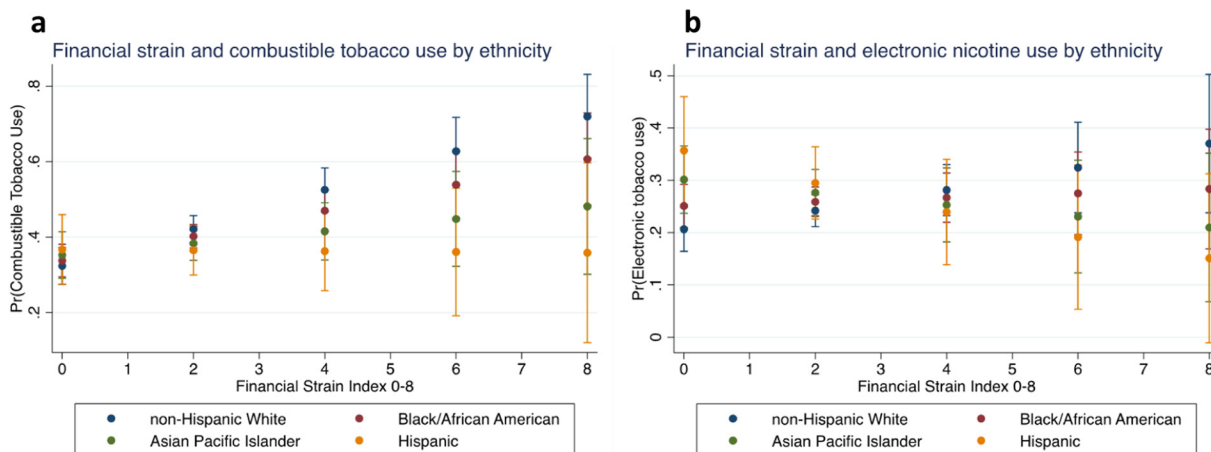 a
Financial strain and combustible tobacco use by ethnicity
Pr(Combustible Tobacco Use)
.8
.6
.4
.2
0 1 2 3 4 5 6 7 8
Financial Strain Index 0-8
non-Hispanic White
Black/African American
Asian Pacific Islander
Hispanic
b
Financial strain and electronic nicotine use by ethnicity
Pr(Electronic tobacco use)
.5
.4
.3
.2
.1
0
0 1 2 3 4 5 6 7 8
Financial Strain Index 0-8
non-Hispanic White
Black/African American
Asian Pacific Islander
Hispanic